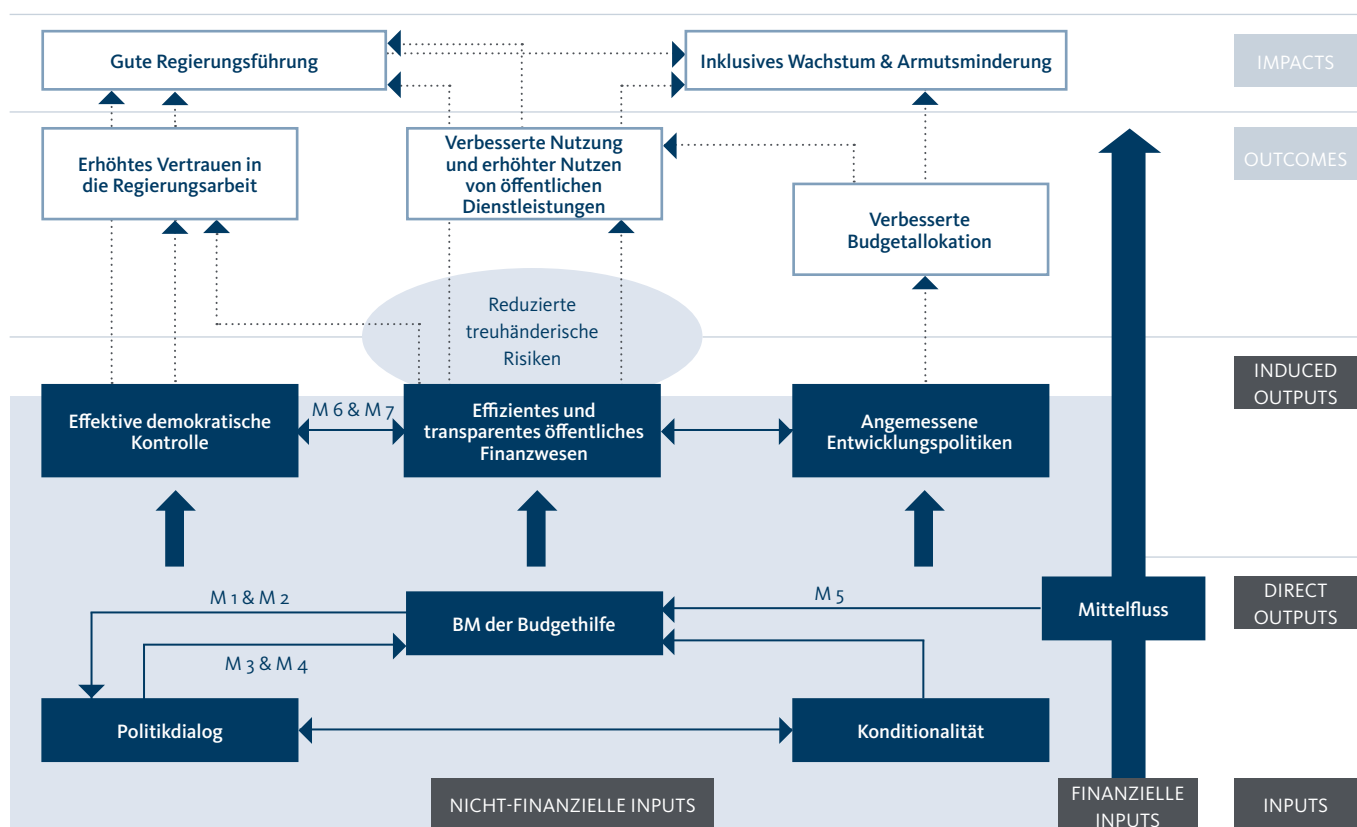 Gute Regierungsführung
Inklusives Wachstum & Armutsminderung
IMPACTS
Erhöhtes Vertrauen in
die Regierungsarbeit
Verbesserte Nutzung
und erhöhter Nutzen
von öffentlichen
Dienstleistungen
Verbesserte
Budgetallokation
OUTCOMES
Reduzierte
treuhänderische
Risiken
INDUCED
OUTPUTS
Effektive demokratische
Kontrolle
M 6 & M 7
Effizientes und
transparentes öffentliches
Finanzwesen
Angemessene
Entwicklungspolitiken
M 1 & M 2
BM der Budgethilfe
M 5
Mittelfluss
DIRECT
OUTPUTS
M 3 & M 4
Politikdialog
Konditionalität
NICHT-FINANZIELLE INPUTS
FINANZIELLE
INPUTS
INPUTS